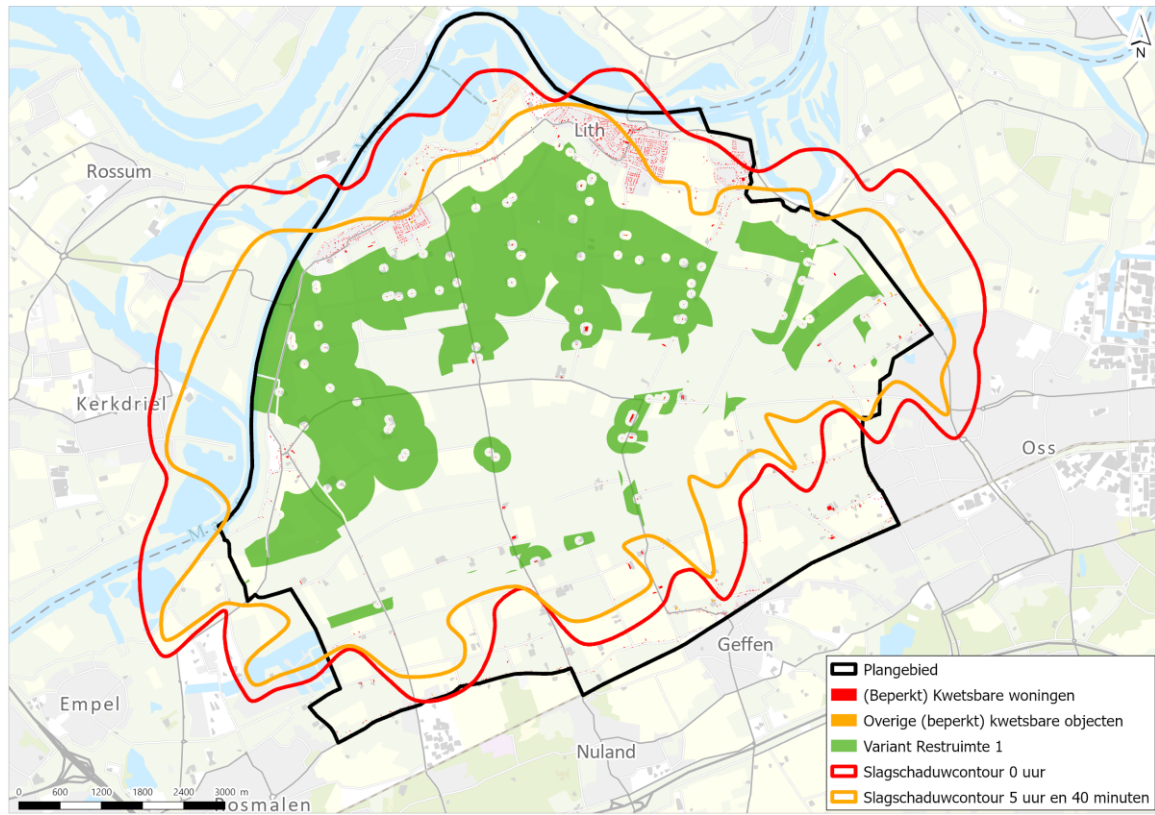 N
Lith
Rossum
Kerkdriel
M
Oss
Geffen
Empel
Nuland
Rosmalen
0 600 1200 1800 2400 3000 m
Plangebied
(Beperkt) Kwetsbare woningen
Overige (beperkt) kwetsbare objecten
Variant Restruimte 1
Slagschaduwcontour 0 uur
Slagschaduwcontour 5 uur en 40 minuten